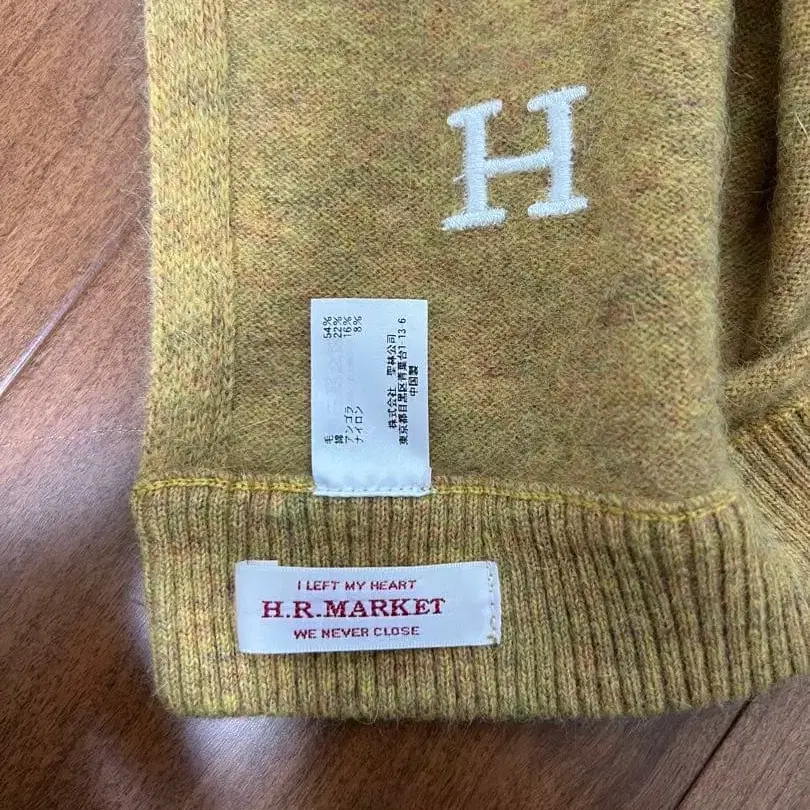 H
毛 54%
綿 22%
アンゴラ 16%
ナイロン 8%
株式会社 聖林公司
東京都目黒区青葉台1-13-6
中国製
I LEFT MY HEART
H.R.MARKET
WE NEVER CLOSE